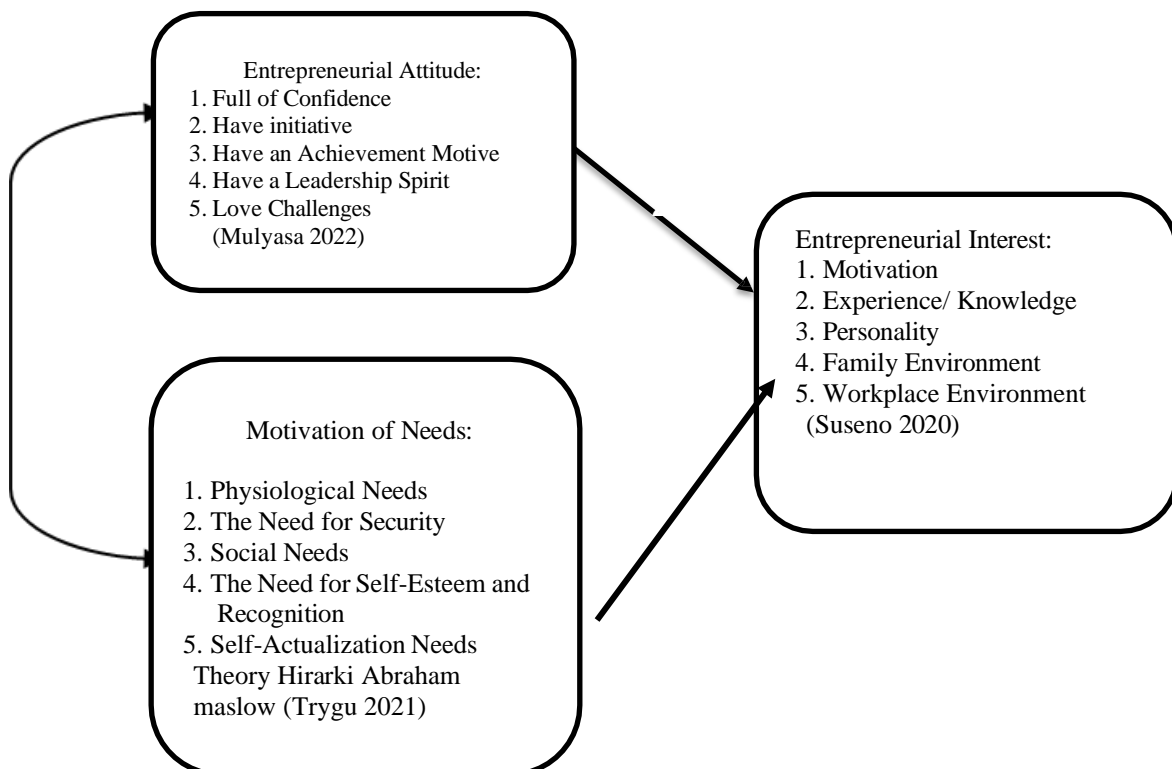 Entrepreneurial Attitude:
1. Full of Confidence
2. Have initiative
3. Have an Achievement Motive
4. Have a Leadership Spirit
5. Love Challenges
(Mulyasa 2022)
Entrepreneurial Interest:
1. Motivation
2. Experience/ Knowledge
3. Personality
4. Family Environment
5. Workplace Environment
(Suseno 2020)
Motivation of Needs:
1. Physiological Needs
2. The Need for Security
3. Social Needs
4. The Need for Self-Esteem and
Recognition
5. Self-Actualization Needs
Theory Hirarki Abraham
maslow (Trygu 2021)